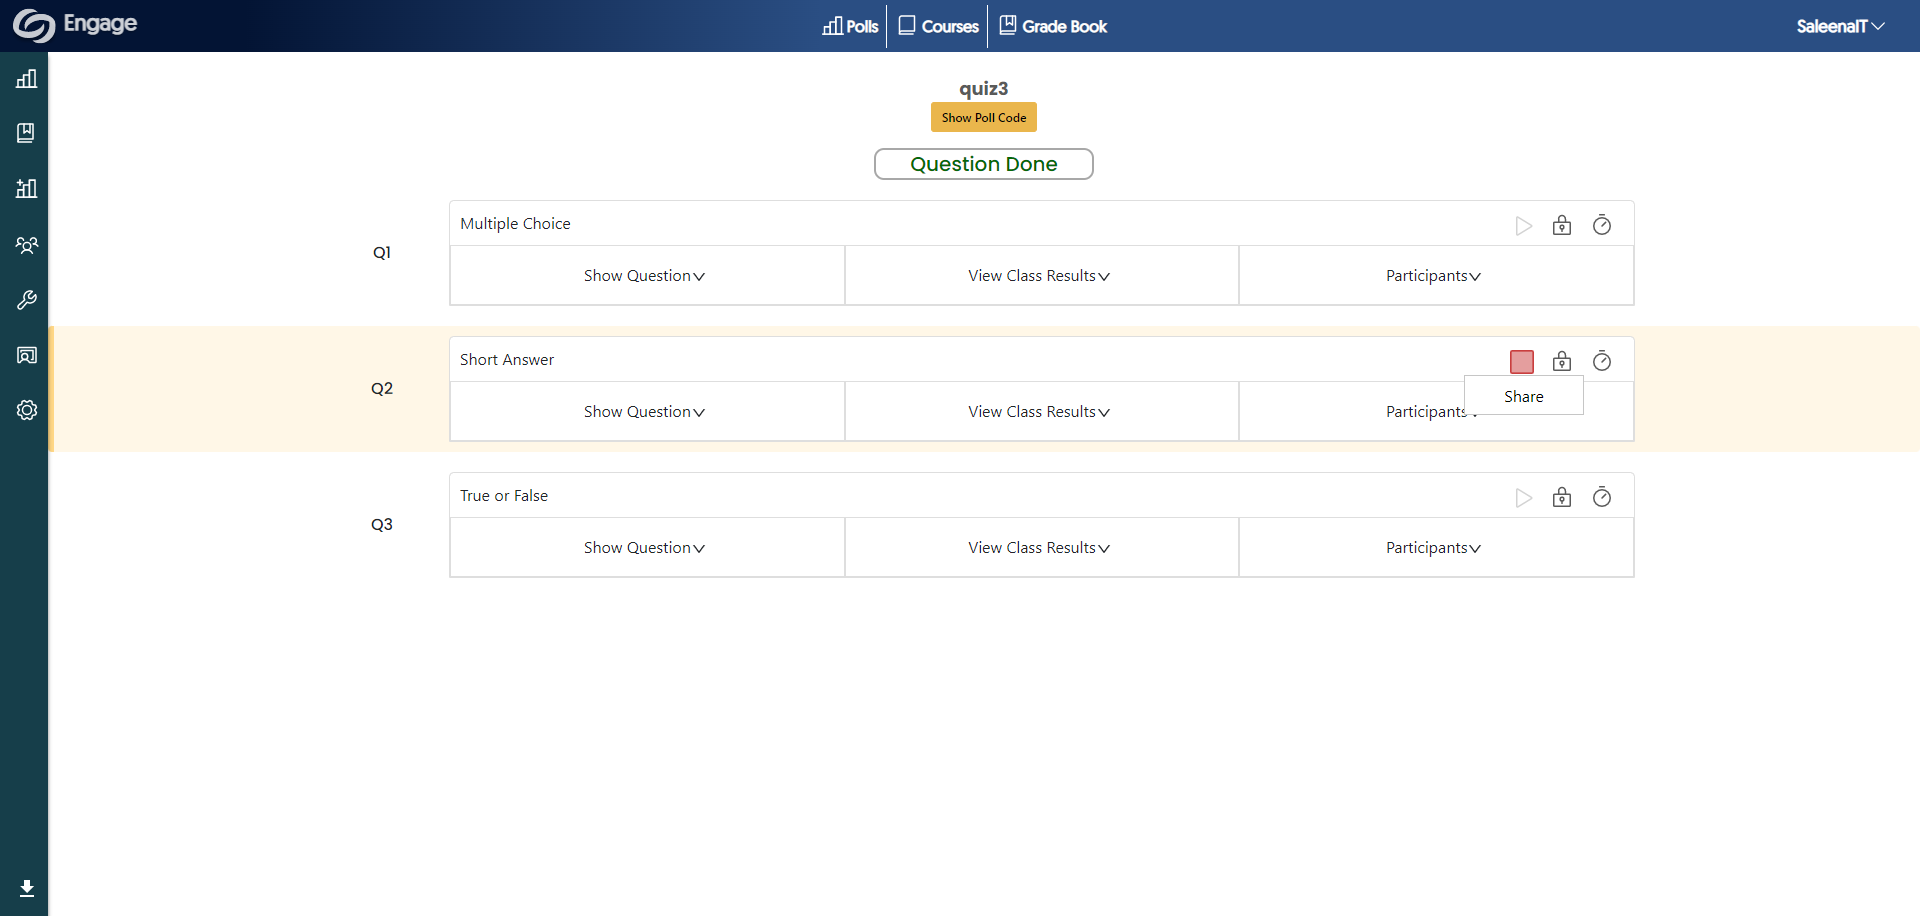 Engage
Polls
Courses
Grade Book
SaleenaIT
quiz3
Show Poll Code
Question Done
Q1
Multiple Choice
Show Question
View Class Results
Participants
Q2
Short Answer
Show Question
View Class Results
Participants
Share
Q3
True or False
Show Question
View Class Results
Participants